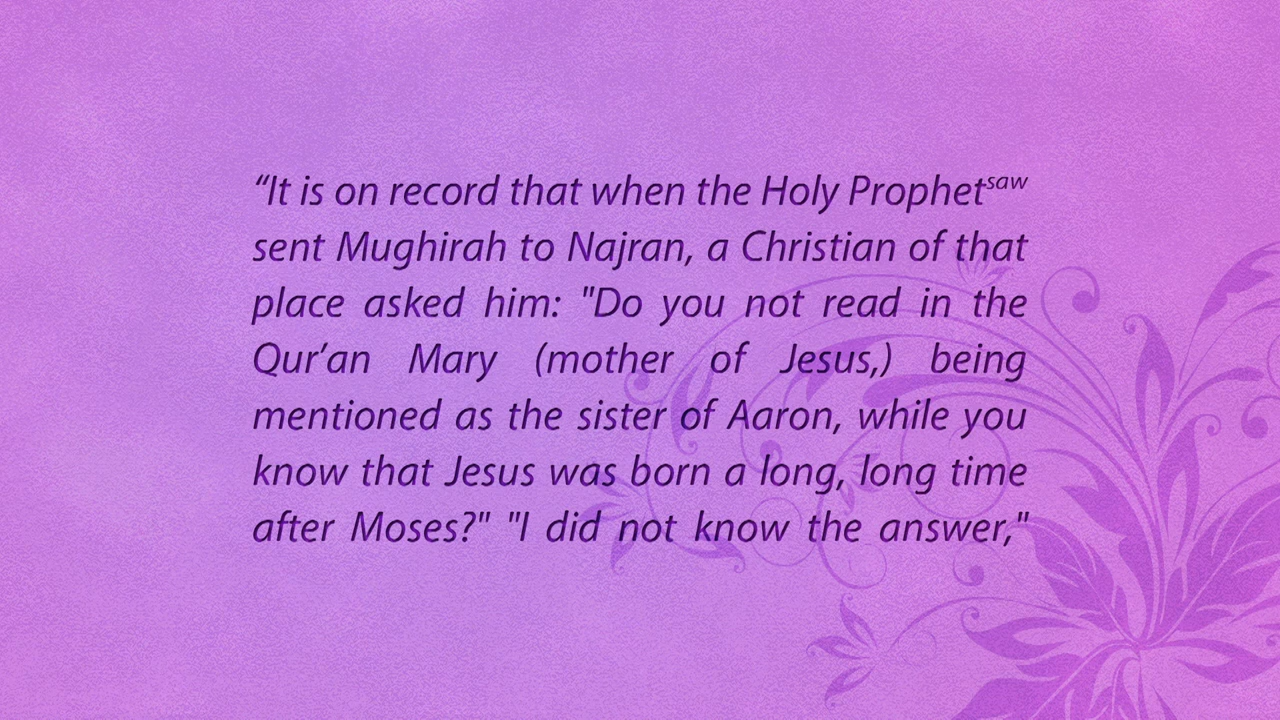 “It is on record that when the Holy Prophetsaw
sent Mughirah to Najran, a Christian of that
place asked him: "Do you not read in the
Qur’an Mary (mother of Jesus,) being
mentioned as the sister of Aaron, while you
know that Jesus was born a long, long time
after Moses?" "I did not know the answer,"